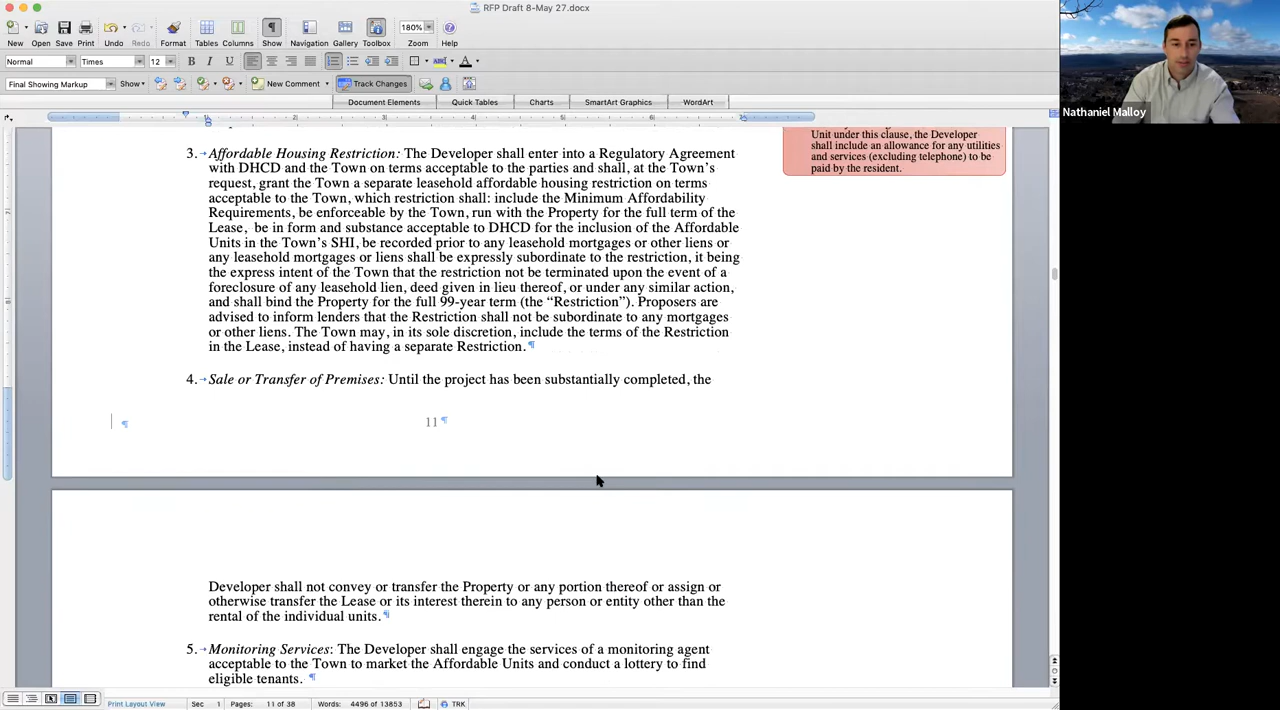 RFP Draft 8-May 27.docx
New Open Save Print Undo Redo Format Tables Columns Show Navigation Gallery Toolbox Zoom Help
180%
Normal Times 12 B I U
Final Showing Markup Show New Comment Track Changes
Document Elements Quick Tables Charts SmartArt Graphics WordArt
Unit under this clause, the Developer
shall include an allowance for any utilities
and services (excluding telephone) to be
paid by the resident.
3. Affordable Housing Restriction: The Developer shall enter into a Regulatory Agreement
with DHCD and the Town on terms acceptable to the parties and shall, at the Town's
request, grant the Town a separate leasehold affordable housing restriction on terms
acceptable to the Town, which restriction shall: include the Minimum Affordability
Requirements, be enforceable by the Town, run with the Property for the full term of the
Lease, be in form and substance acceptable to DHCD for the inclusion of the Affordable
Units in the Town's SHI, be recorded prior to any leasehold mortgages or other liens or
any leasehold mortgages or liens shall be expressly subordinate to the restriction, it being
the express intent of the Town that the restriction not be terminated upon the event of a
foreclosure of any leasehold lien, deed given in lieu thereof, or under any similar action,
and shall bind the Property for the full 99-year term (the “Restriction”). Proposers are
advised to inform lenders that the Restriction shall not be subordinate to any mortgages
or other liens. The Town may, in its sole discretion, include the terms of the Restriction
in the Lease, instead of having a separate Restriction. ¶
4. Sale or Transfer of Premises: Until the project has been substantially completed, the
¶ 11 ¶
Developer shall not convey or transfer the Property or any portion thereof or assign or
otherwise transfer the Lease or its interest therein to any person or entity other than the
rental of the individual units. ¶
5. Monitoring Services: The Developer shall engage the services of a monitoring agent
acceptable to the Town to market the Affordable Units and conduct a lottery to find
eligible tenants. ¶
Print Layout View Sec 1 Pages: 11 of 38 Words: 4496 of 13853 TRK
Nathaniel Malloy